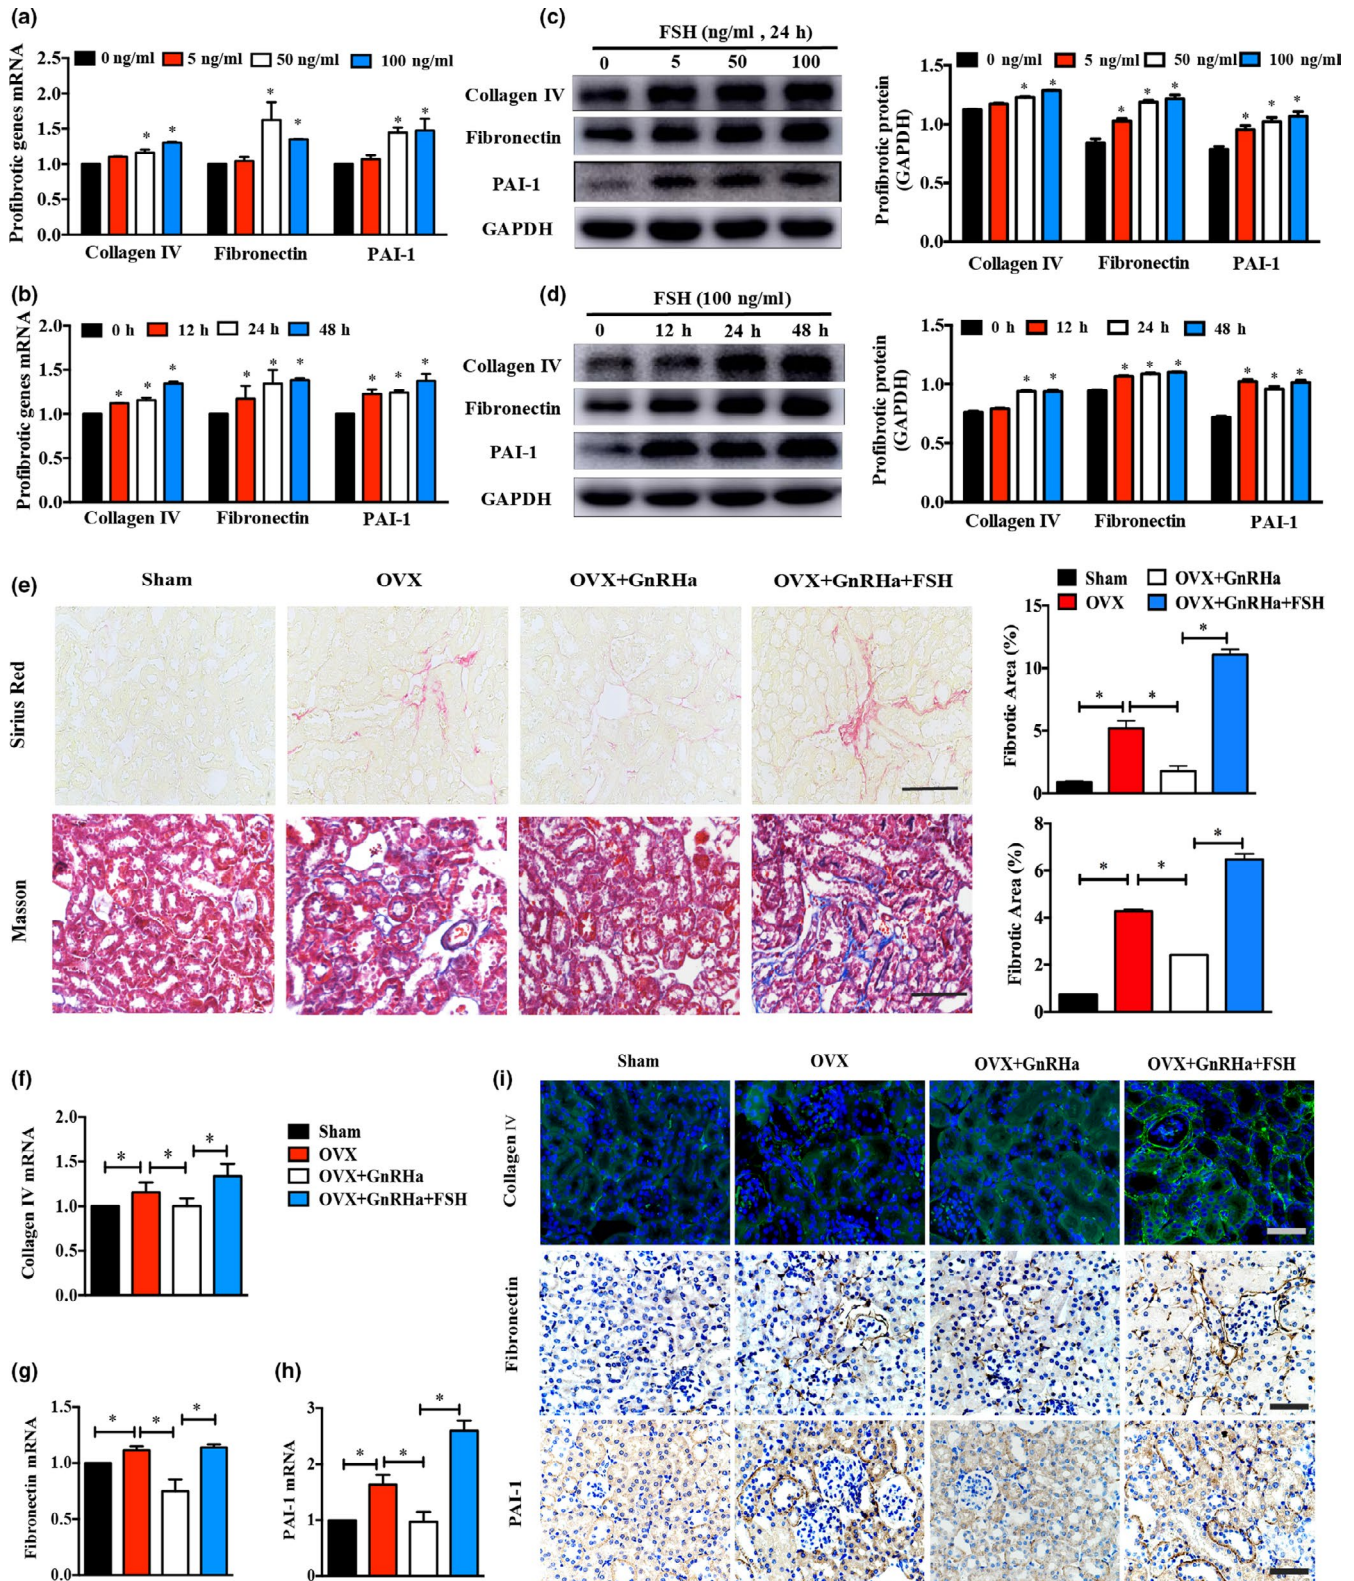 (a)
Profibrotic genes mRNA
0 ng/ml 5 ng/ml 50 ng/ml 100 ng/ml
2.5
2.0
1.5
1.0
0.5
0.0
* * * * * *
Collagen IV Fibronectin PAI-1
(b)
Profibrotic genes mRNA
0 h 12 h 24 h 48 h
2.0
1.5
1.0
0.5
0.0
* * * * * * * * *
Collagen IV Fibronectin PAI-1
(c)
FSH (ng/ml , 24 h)
0 5 50 100
Collagen IV
Fibronectin
PAI-1
GAPDH
Profibrotic protein
(GAPDH)
0 ng/ml 5 ng/ml 50 ng/ml 100 ng/ml
1.5
1.0
0.5
0.0
* * * * * * * *
Collagen IV Fibronectin PAI-1
(d)
FSH (100 ng/ml)
0 12 h 24 h 48 h
Collagen IV
Fibronectin
PAI-1
GAPDH
Profibrotic protein
(GAPDH)
0 h 12 h 24 h 48 h
1.5
1.0
0.5
0.0
* * * * * * * *
Collagen IV Fibronectin PAI-1
(e)
Sham OVX OVX+GnRHa OVX+GnRHa+FSH
Sirius Red
Masson
Sham OVX+GnRHa
OVX OVX+GnRHa+FSH
Fibrotic Area (%)
15
10
5
0
* * *
Fibrotic Area (%)
8
6
4
2
0
* * *
(f)
Collagen IV mRNA
2.0
1.5
1.0
0.5
0.0
* * *
Sham
OVX
OVX+GnRHa
OVX+GnRHa+FSH
(g)
Fibronectin mRNA
1.5
1.0
0.5
0.0
* * *
(h)
PAI-1 mRNA
3
2
1
0
* * *
(i)
Sham OVX OVX+GnRHa OVX+GnRHa+FSH
Collagen IV
Fibronectin
PAI-1